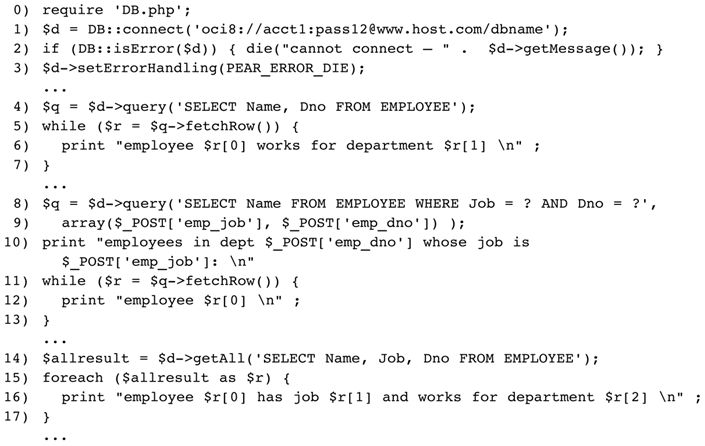 0) require 'DB.php';
1) $d = DB::connect('oci8://acct1:pass12@www.host.com/dbname');
2) if (DB::isError($d)) { die("cannot connect – " .  $d->getMessage()); }
3) $d->setErrorHandling(PEAR_ERROR_DIE);
...
4) $q = $d->query('SELECT Name, Dno FROM EMPLOYEE');
5) while ($r = $q->fetchRow()) {
6)   print "employee $r[0] works for department $r[1] \n" ;
7) }
...
8) $q = $d->query('SELECT Name FROM EMPLOYEE WHERE Job = ? AND Dno = ?',
9)   array($_POST['emp_job'], $_POST['emp_dno']) );
10) print "employees in dept $_POST['emp_dno'] whose job is
$_POST['emp_job']: \n"
11) while ($r = $q->fetchRow()) {
12)   print "employee $r[0] \n" ;
13) }
...
14) $allresult = $d->getAll('SELECT Name, Job, Dno FROM EMPLOYEE');
15) foreach ($allresult as $r) {
16)   print "employee $r[0] has job $r[1] and works for department $r[2] \n" ;
17) }
...